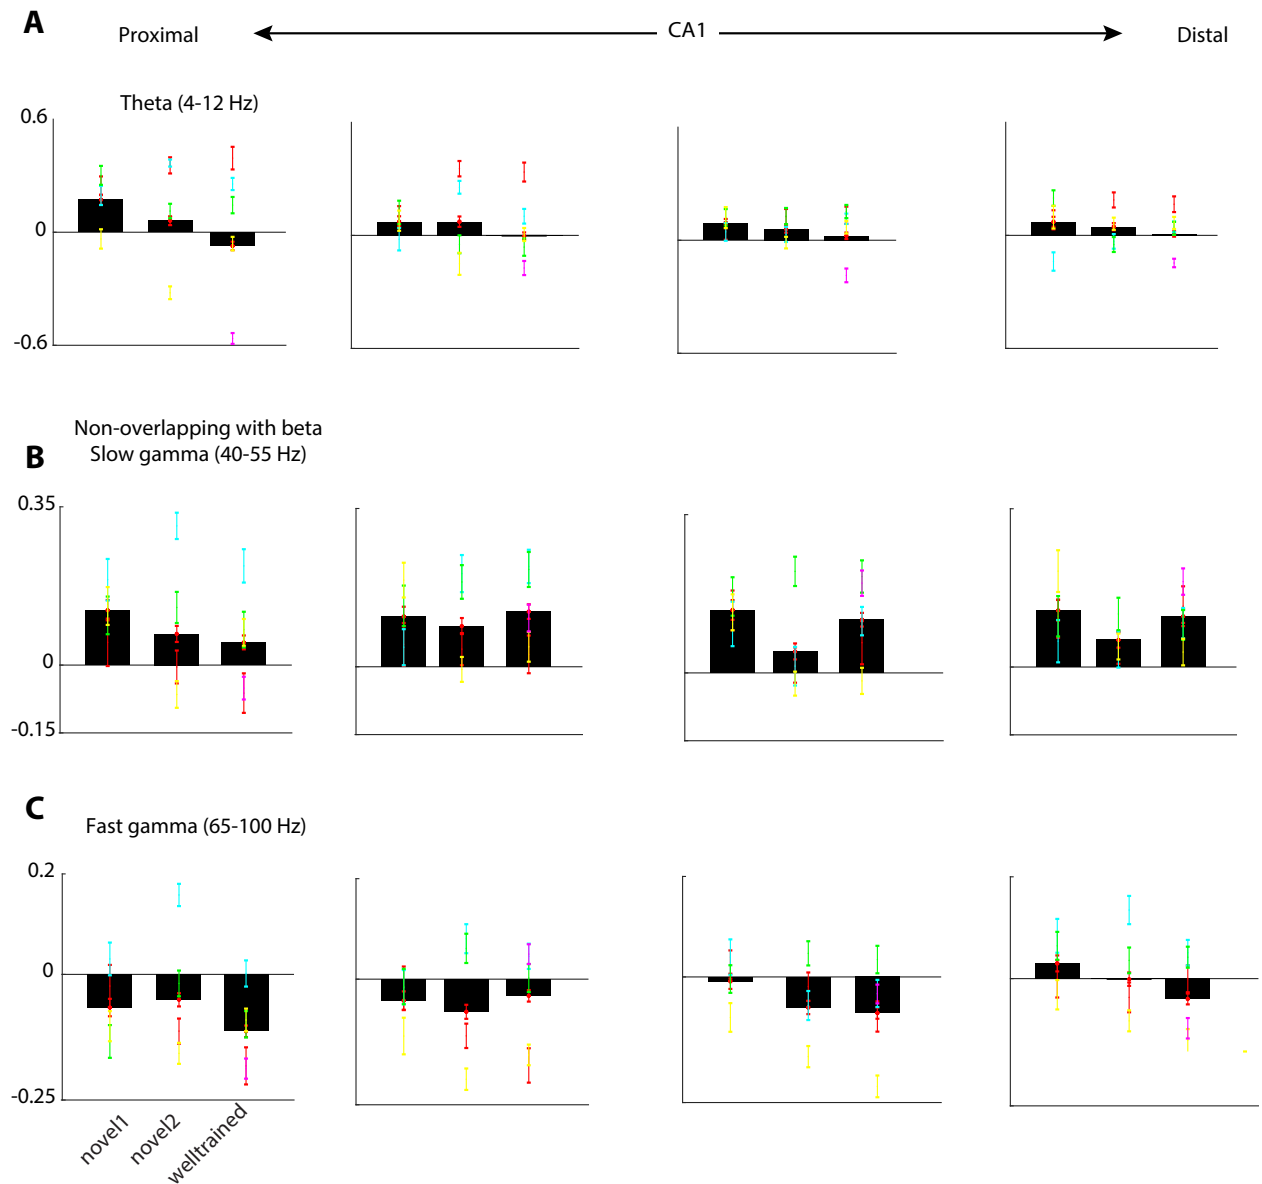 A
Proximal
CA1
Distal
Theta (4-12 Hz)
0.6
0
-0.6
Non-overlapping with beta
B
Slow gamma (40-55 Hz)
0.35
0
-0.15
C
Fast gamma (65-100 Hz)
0.2
0
-0.25
novel1
novel2
welltrained